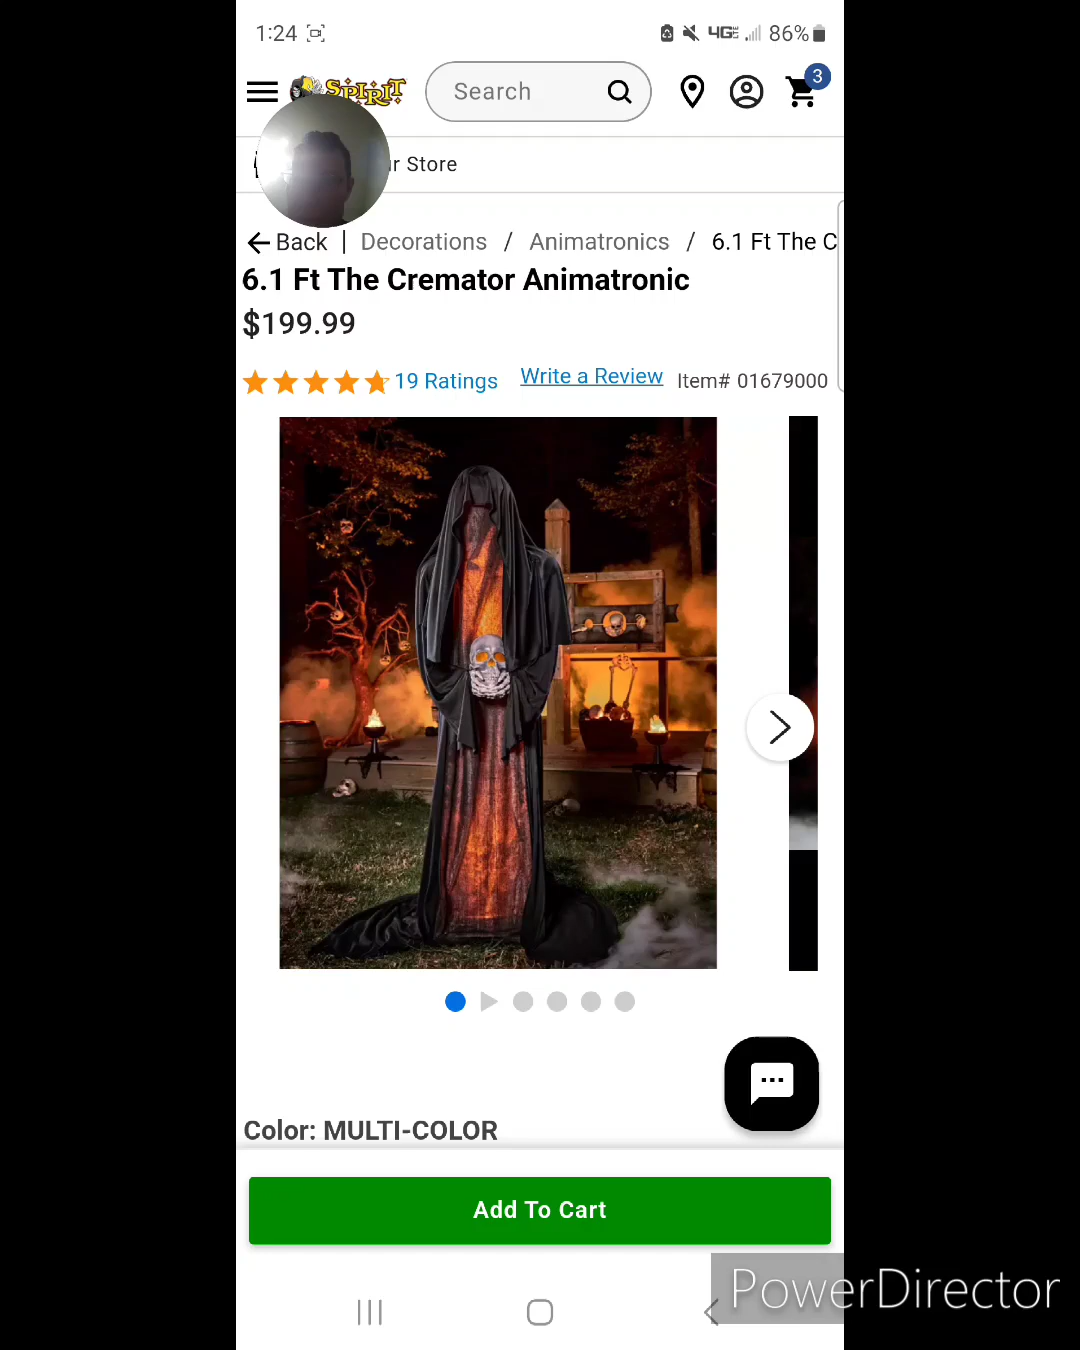 1:24 4GE 86%
SPIRIT Search 3
r Store
Back | Decorations / Animatronics / 6.1 Ft The C
6.1 Ft The Cremator Animatronic
$199.99
19 Ratings Write a Review Item# 01679000
Color: MULTI-COLOR
Add To Cart
PowerDirector